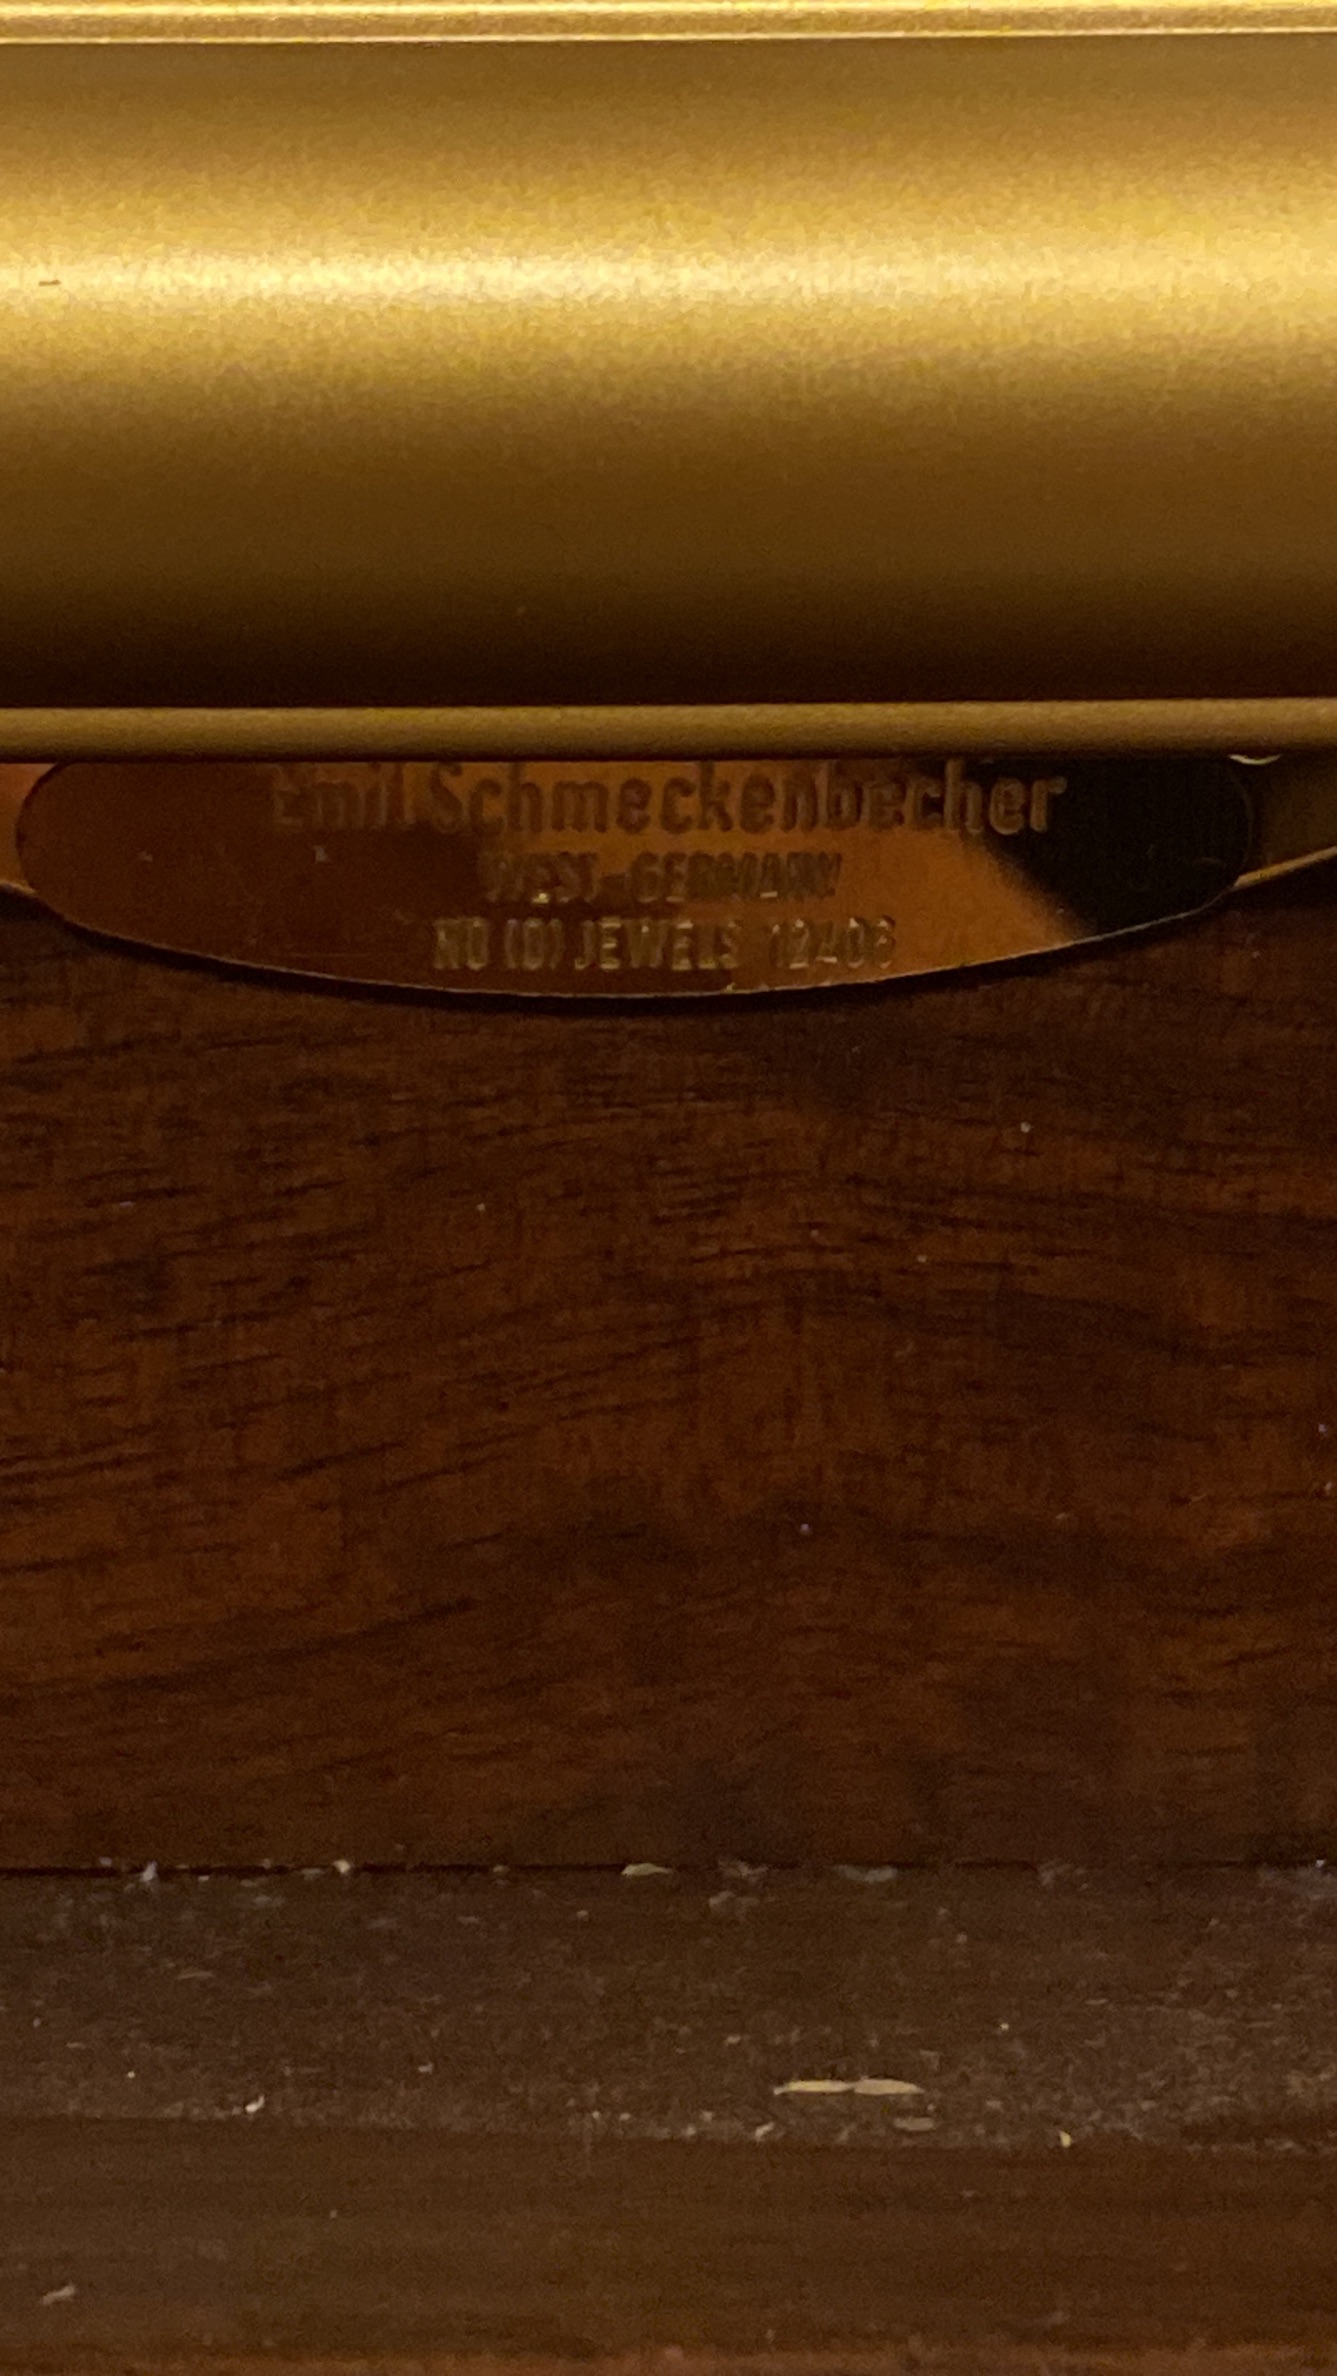 Emil Schmeckenbecher
WEST-GERMANY
NO (0) JEWELS 12406